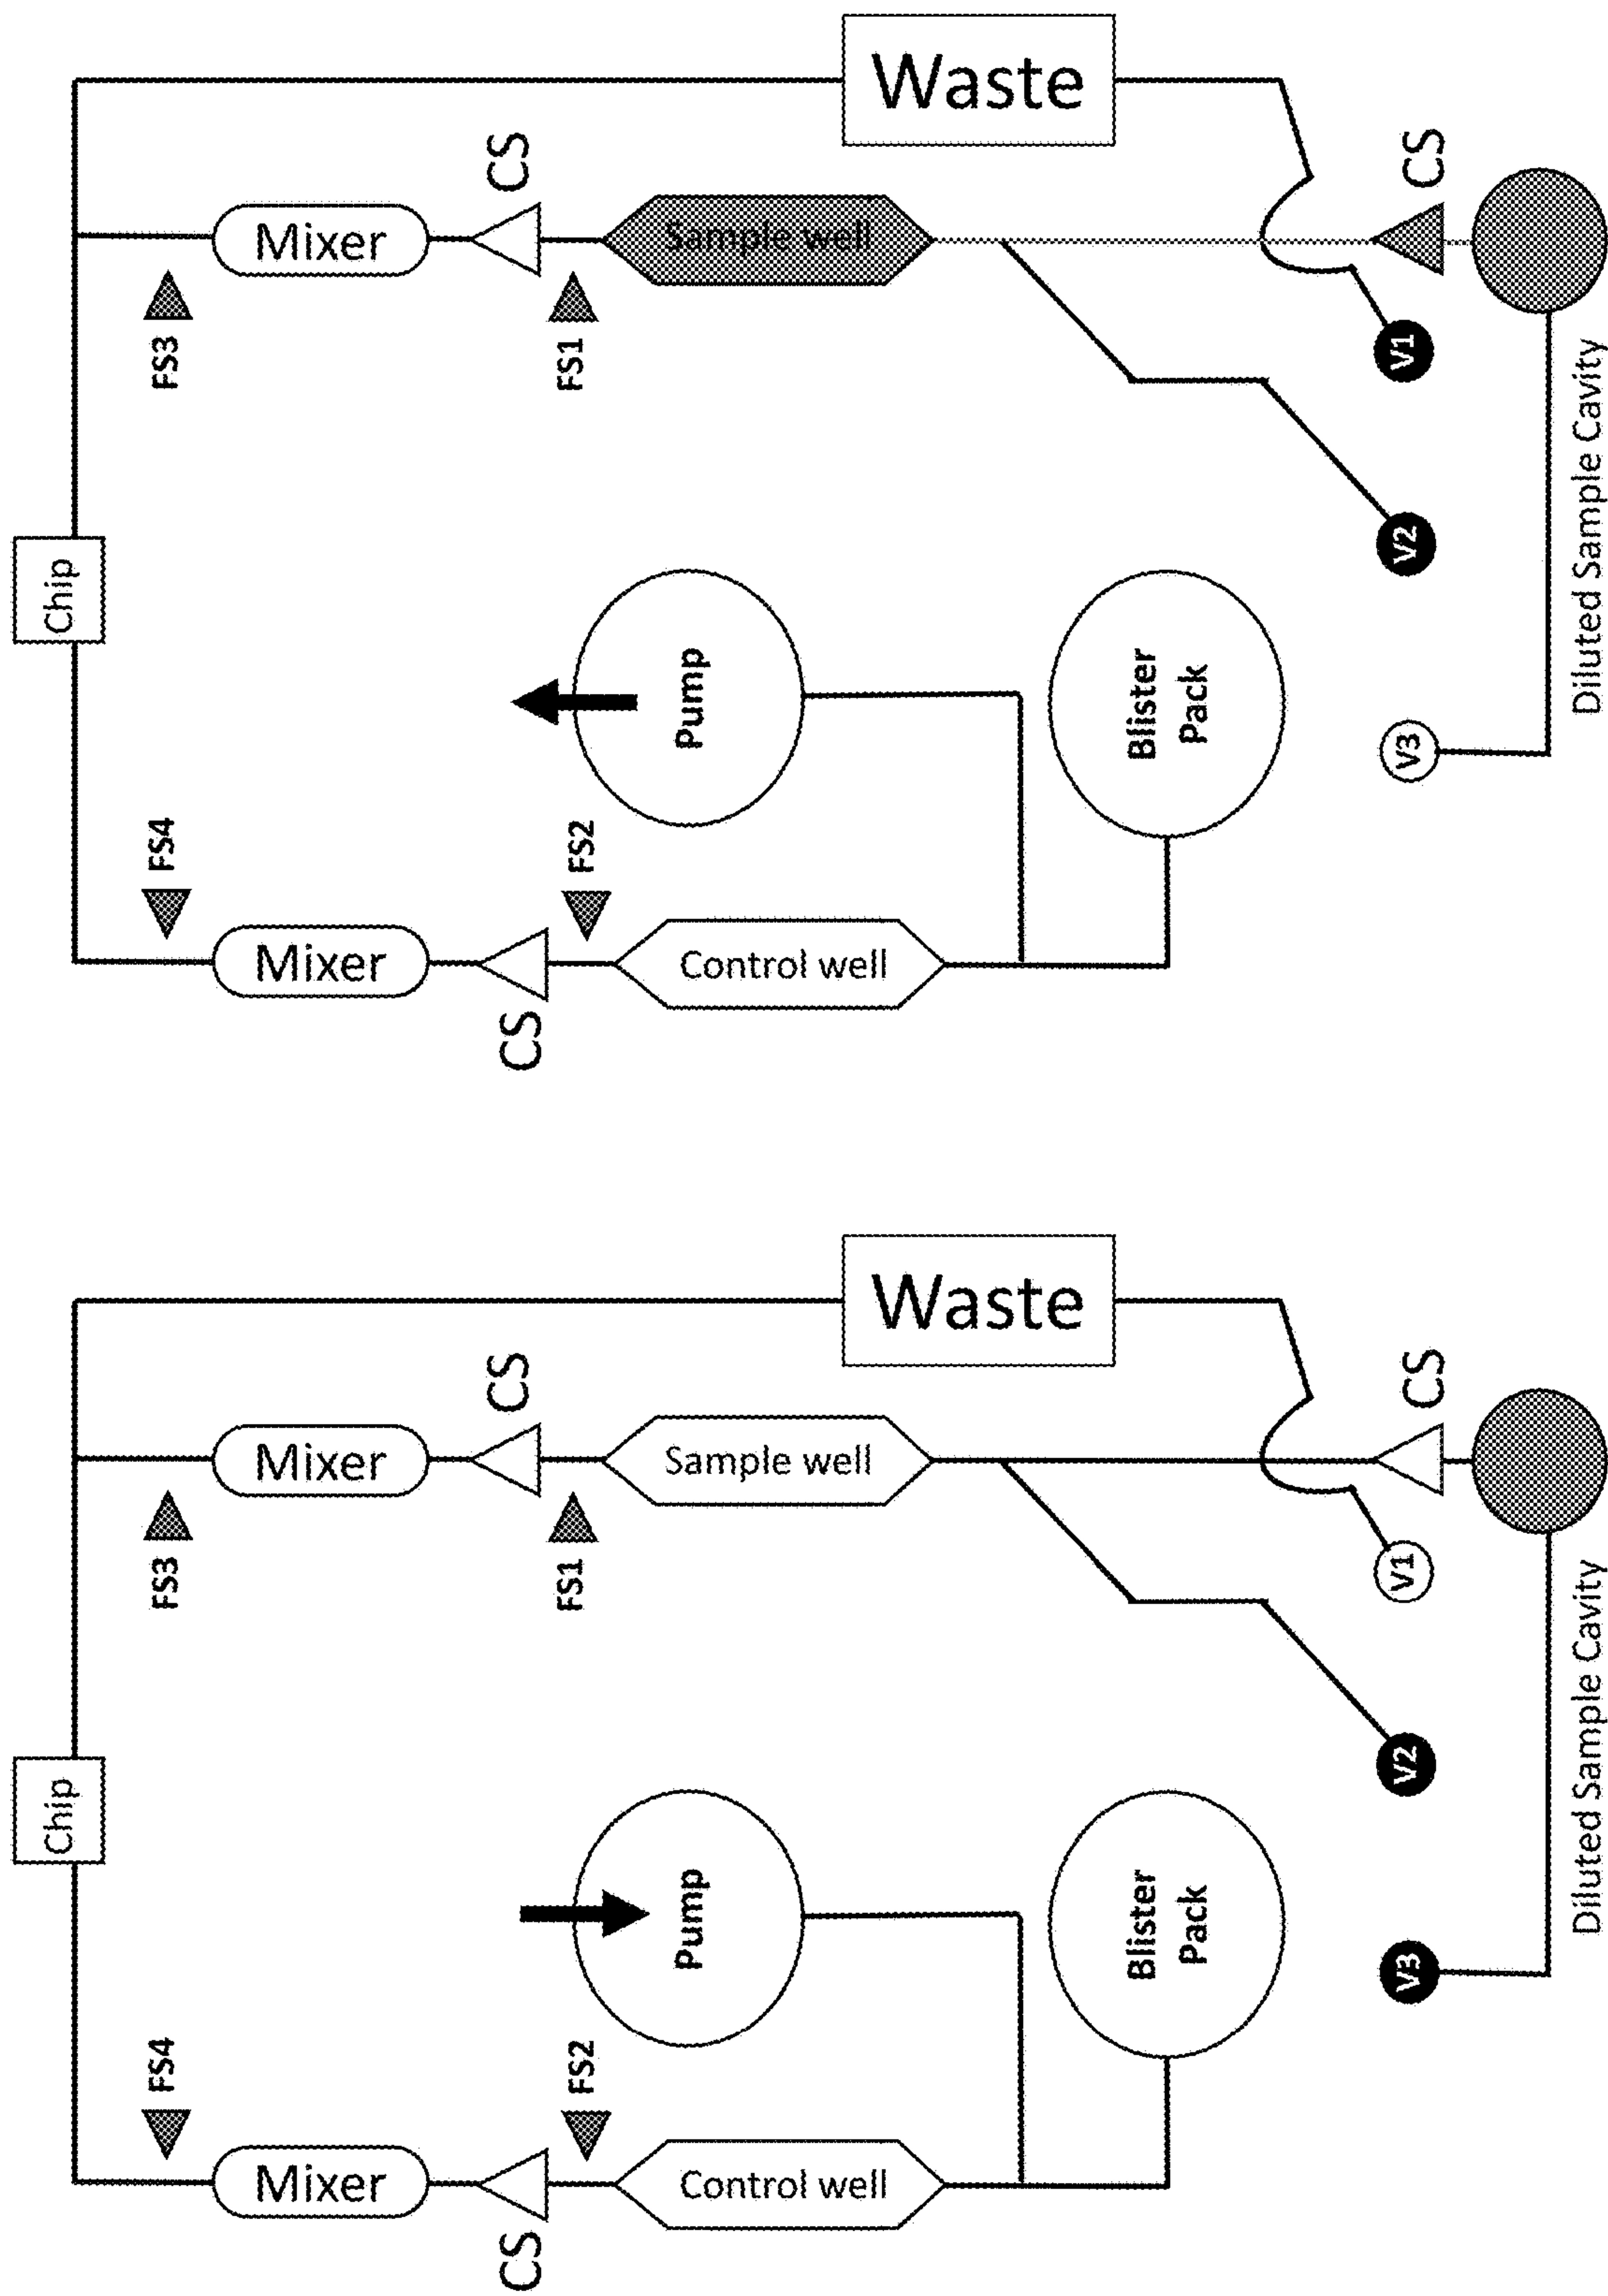 Chip
Waste
Mixer
CS
Sample well
CS
FS3
FS1
V1
V2
V3
Pump
Blister
Pack
FS4
FS2
Mixer
CS
Control well
Diluted Sample Cavity
Chip
Waste
Mixer
CS
Sample well
CS
FS3
FS1
V1
V2
V3
Pump
Blister
Pack
FS4
FS2
Mixer
CS
Control well
Diluted Sample Cavity